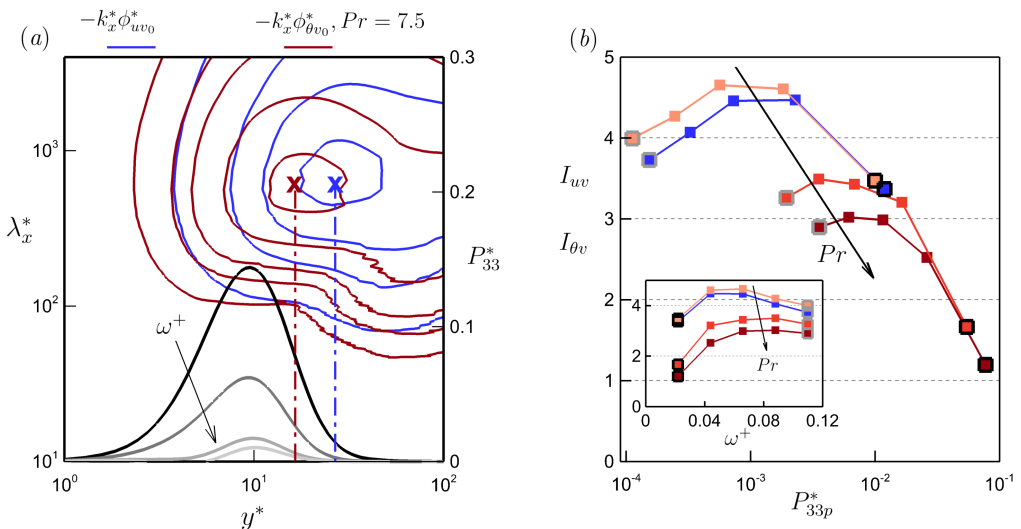 (a)
−k*ₓϕ*ᵤᵥ₀
−k*ₓϕ*θᵥ₀, Pr = 7.5
(b)
0.3
10³
0.2
λ*ₓ
P*₃₃
10²
0.1
ω⁺
10¹
0
10⁰
10¹
10²
y*
5
4
Iᵤᵥ
3
Iθᵥ
Pr
2
1
0
4
2
0
Pr
0
0.04
0.08
0.12
ω⁺
10⁻⁴
10⁻³
10⁻²
10⁻¹
P*₃₃ₚ